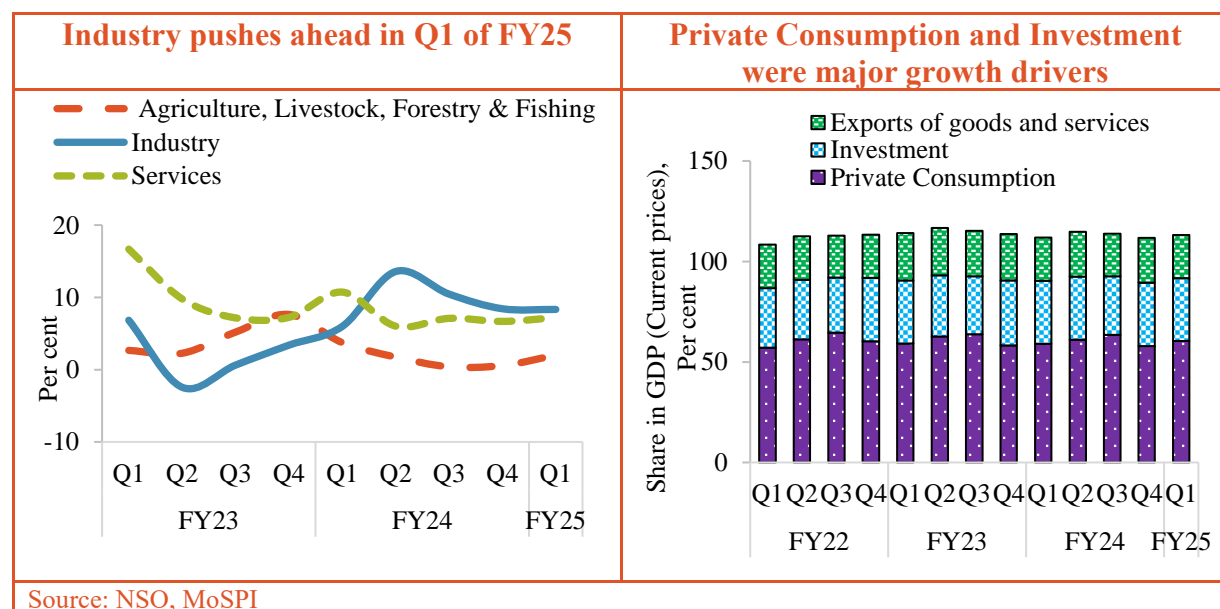 Industry pushes ahead in Q1 of FY25
Agriculture, Livestock, Forestry & Fishing
Industry
Services
Per cent
20
10
0
-10
Q1 Q2 Q3 Q4 Q1 Q2 Q3 Q4 Q1
FY23 FY24 FY25
Private Consumption and Investment
were major growth drivers
Exports of goods and services
Investment
Private Consumption
Share in GDP (Current prices),
Per cent
150
100
50
0
Q1 Q2 Q3 Q4 Q1 Q2 Q3 Q4 Q1 Q2 Q3 Q4 Q1
FY22 FY23 FY24 FY25
Source: NSO, MoSPI